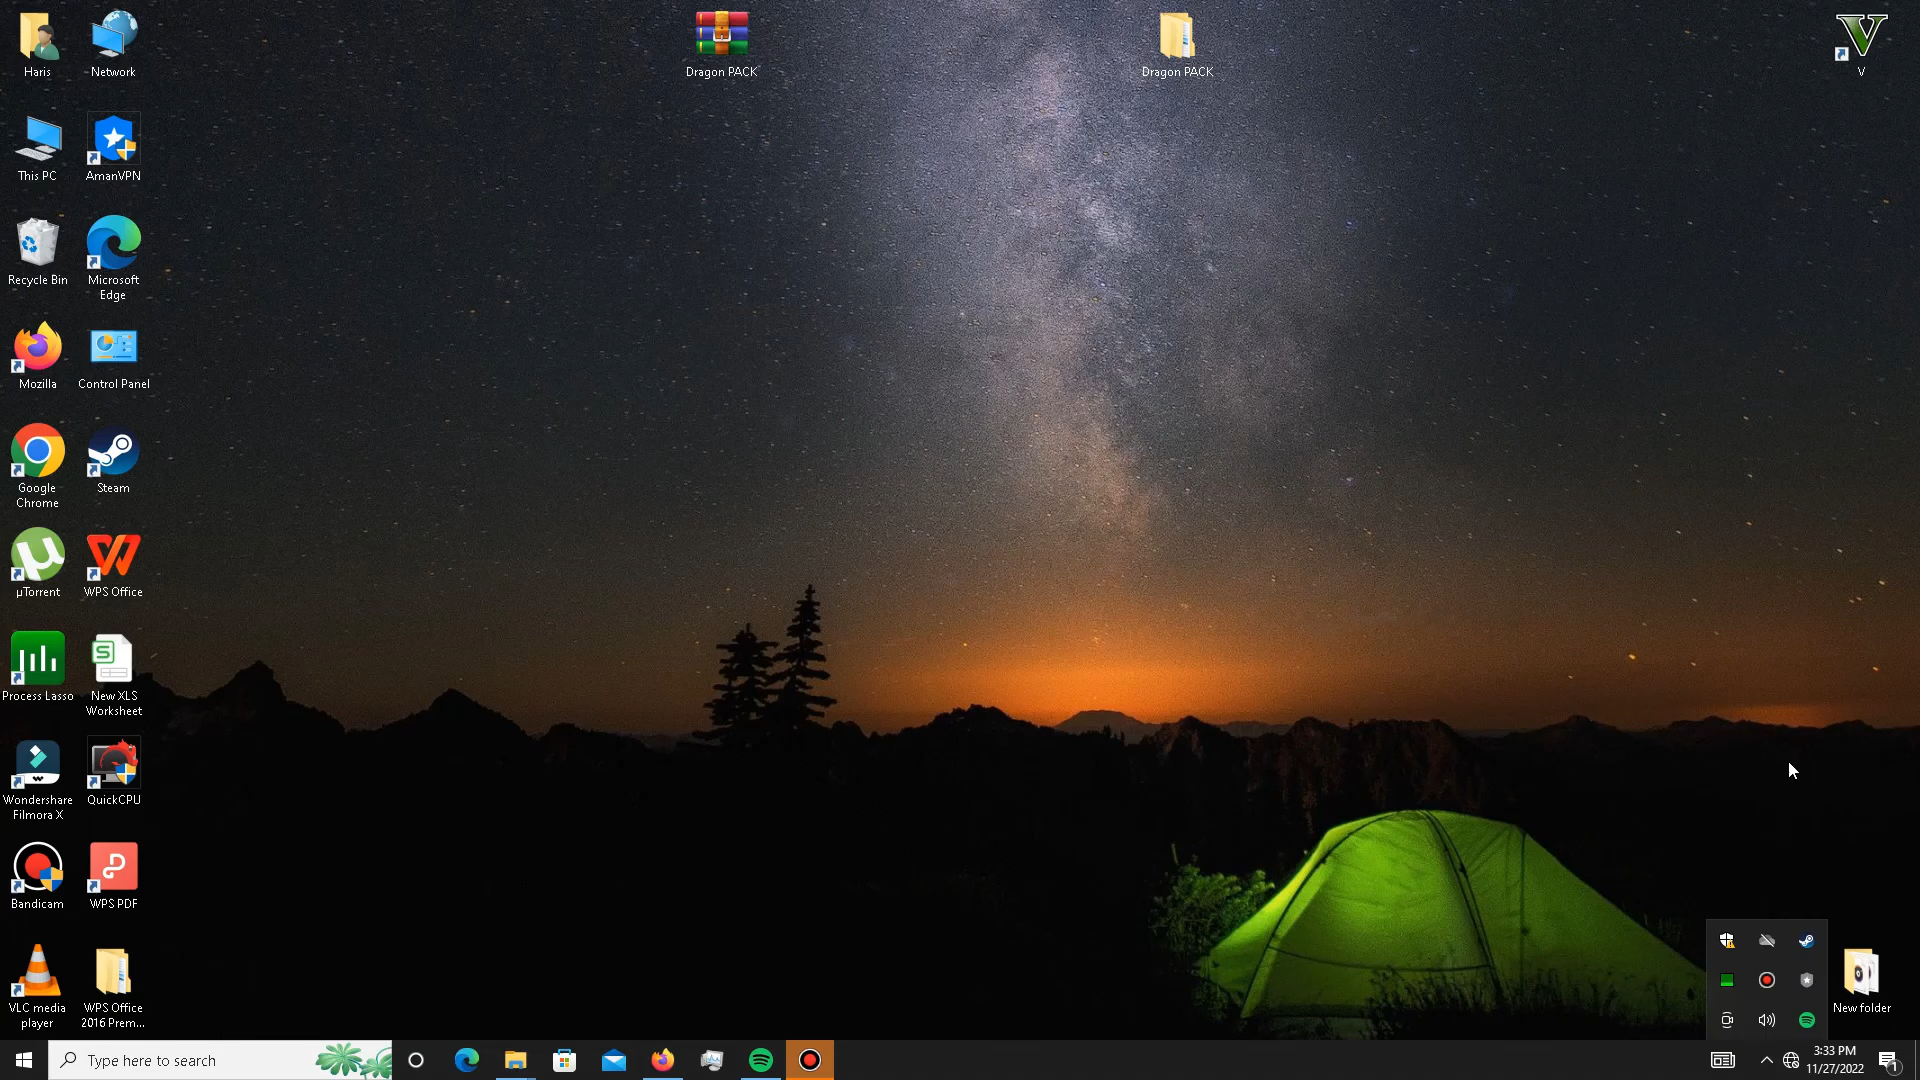 Haris
Network
Dragon PACK
Dragon PACK
V
This PC
AmanVPN
Recycle Bin
Microsoft
Edge
Mozilla
Control Panel
Google
Chrome
Steam
µTorrent
WPS Office
Process Lasso
New XLS
Worksheet
Wondershare
Filmora X
QuickCPU
Bandicam
WPS PDF
VLC media
player
WPS Office
2016 Prem...
New folder
Type here to search
3:33 PM
11/27/2022
1